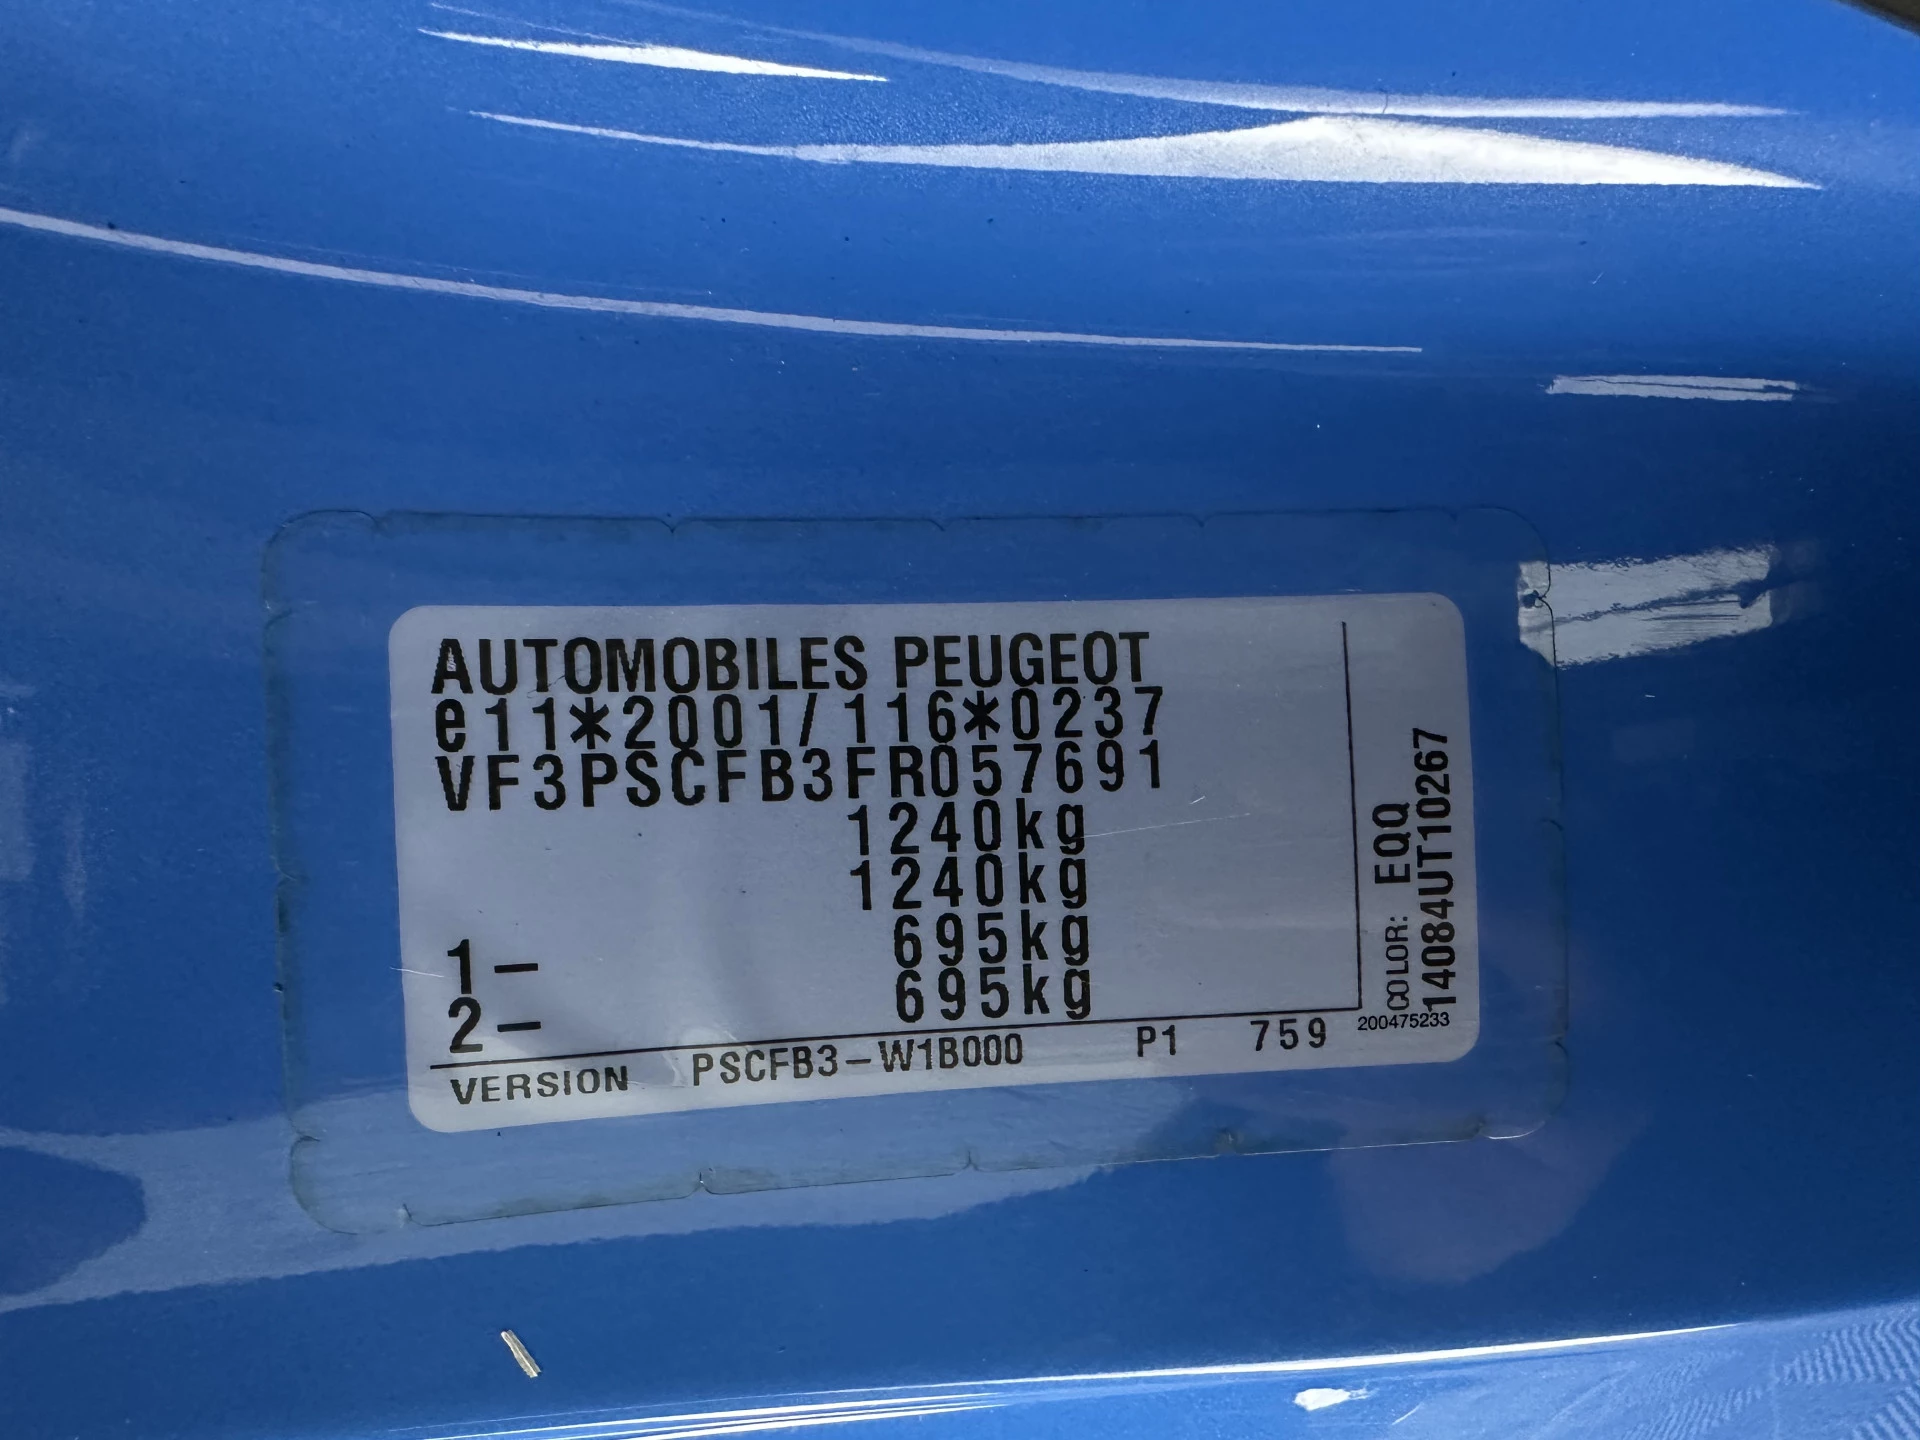 AUTOMOBILES PEUGEOT
e11*2001/116*0237
VF3PSCFB3FR057691
1240kg
1240kg
1- 695kg
2- 695kg
VERSION PSCFB3-W1B000 P1 759
COLOR: EQQ
14084UT10267
200475233